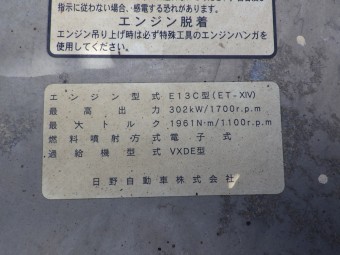 指示に従わない場合、感電する恐れがあります。
エンジン脱着
エンジン吊り上げ時は必ず特殊工具のエンジンハンガを
使用してください。
エンジン型式 E13C型(ET-XIV)
最高出力 302kW/1700r.p.m
最大トルク 1961N·m/1100r.p.m
燃料噴射方式 電子式
過給機型式 VXDE型
日野自動車株式会社